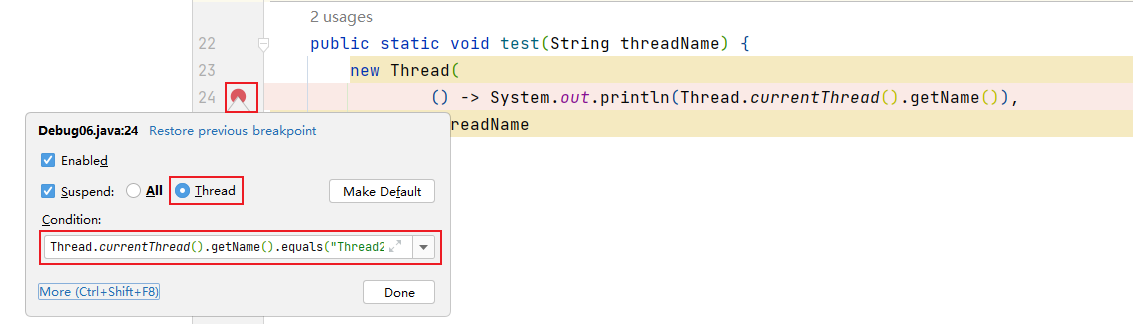 2 usages
22 public static void test(String threadName) {
23 new Thread(
24 () -> System.out.println(Thread.currentThread().getName()),
readName
Debug06.java:24 Restore previous breakpoint
Enabled
Suspend: All Thread Make Default
Condition:
Thread.currentThread().getName().equals("Thread2
More (Ctrl+Shift+F8) Done